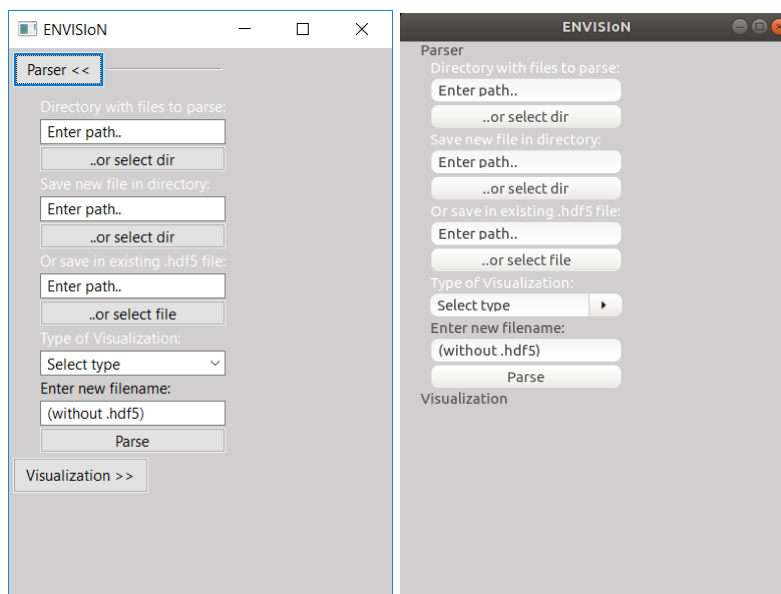 ENVISIoN
Parser <<
Directory with files to parse:
Enter path..
..or select dir
Save new file in directory:
Enter path..
..or select dir
Or save in existing .hdf5 file:
Enter path..
..or select file
Type of Visualization:
Select type
Enter new filename:
(without .hdf5)
Parse
Visualization >>
ENVISIoN
Parser
Directory with files to parse:
Enter path..
..or select dir
Save new file in directory:
Enter path..
..or select dir
Or save in existing .hdf5 file:
Enter path..
..or select file
Type of Visualization:
Select type
Enter new filename:
(without .hdf5)
Parse
Visualization